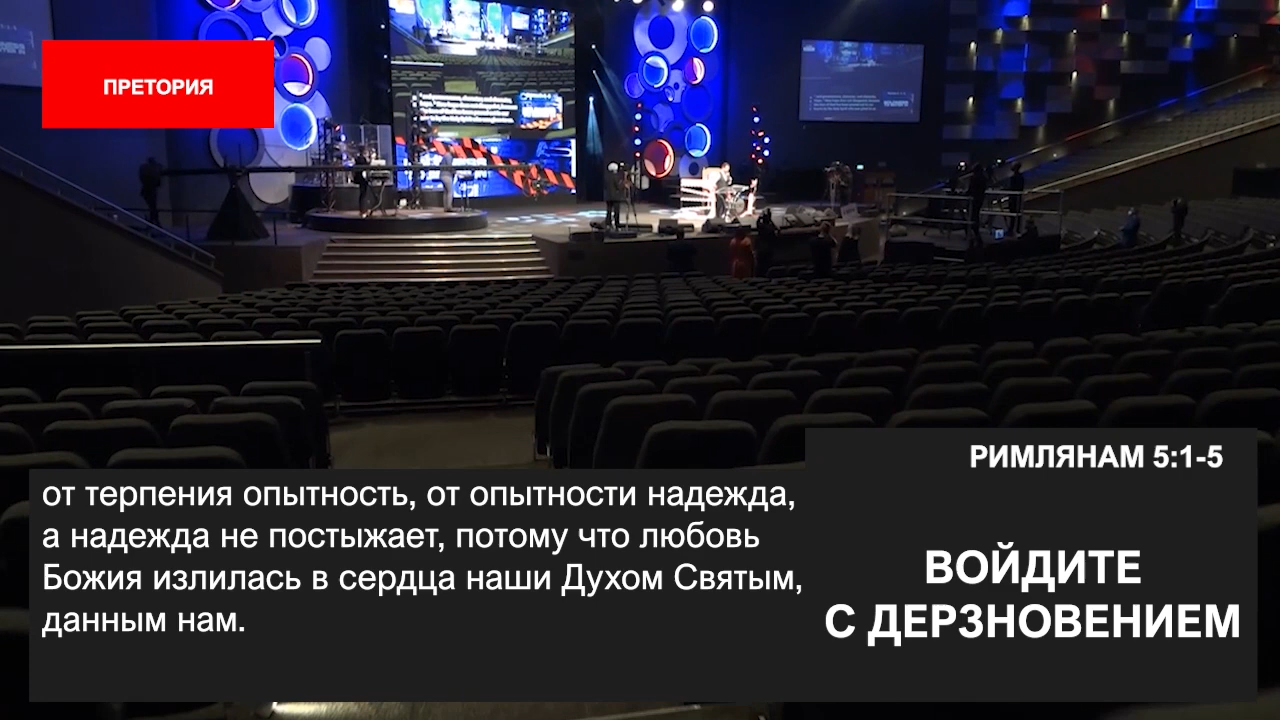 ПРЕТОРИЯ
РИМЛЯНАМ 5:1-5
от терпения опытность, от опытности надежда,
а надежда не постыжает, потому что любовь
Божия излилась в сердца наши Духом Святым,
данным нам.
ВОЙДИТЕ
С ДЕРЗНОВЕНИЕМ